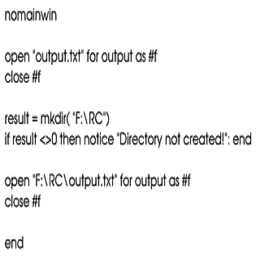 nomainwin
open "output.txt" for output as #f
close #f
result = mkdir( "F:\RC")
if result <>0 then notice "Directory not created!": end
open "F:\RC\output.txt" for output as #f
close #f
end